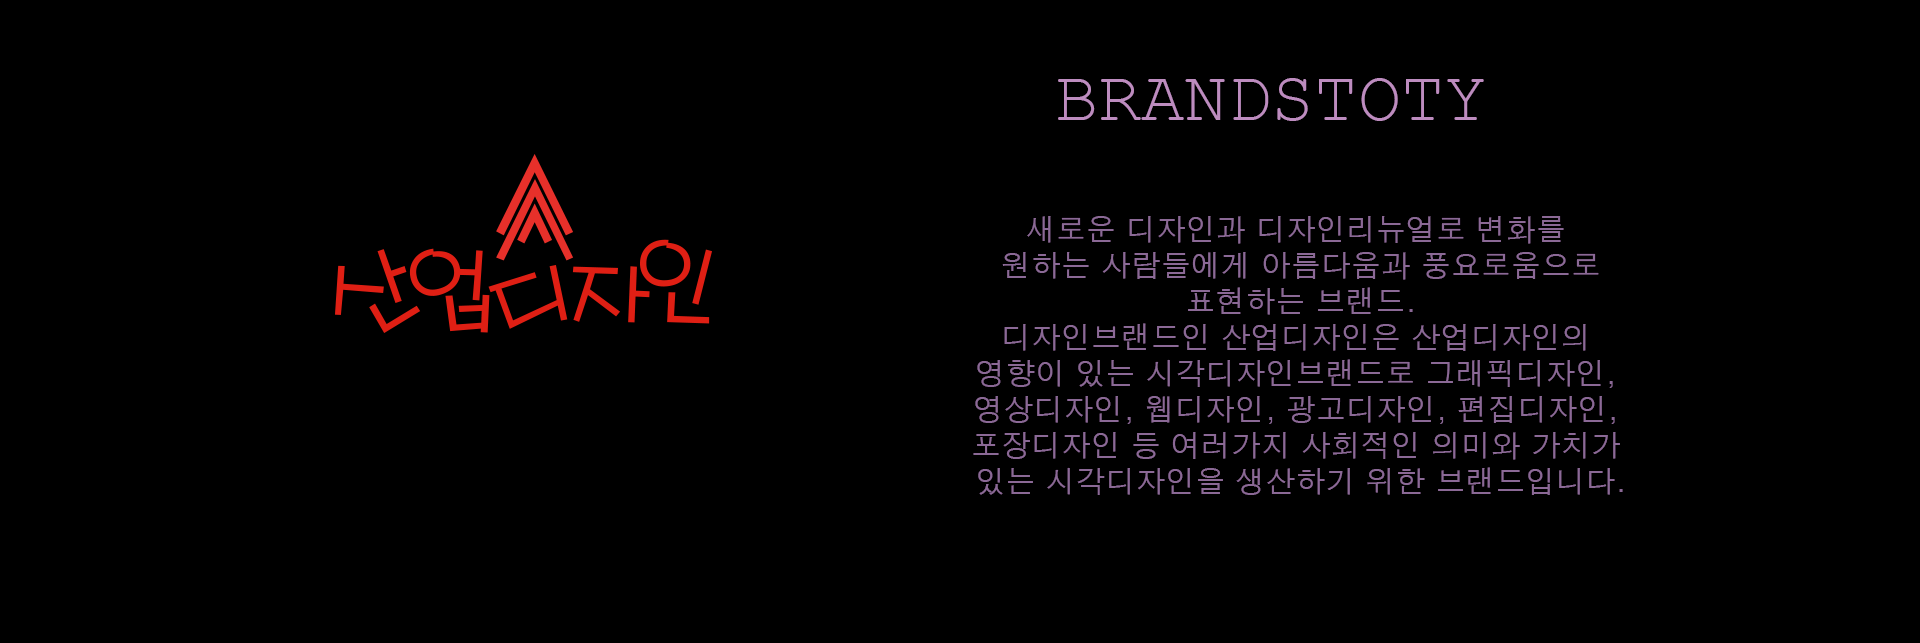 산업디자인
BRANDSTOTY
새로운 디자인과 디자인리뉴얼로 변화를
원하는 사람들에게 아름다움과 풍요로움으로
표현하는 브랜드.
디자인브랜드인 산업디자인은 산업디자인의
영향이 있는 시각디자인브랜드로 그래픽디자인,
영상디자인, 웹디자인, 광고디자인, 편집디자인,
포장디자인 등 여러가지 사회적인 의미와 가치가
있는 시각디자인을 생산하기 위한 브랜드입니다.